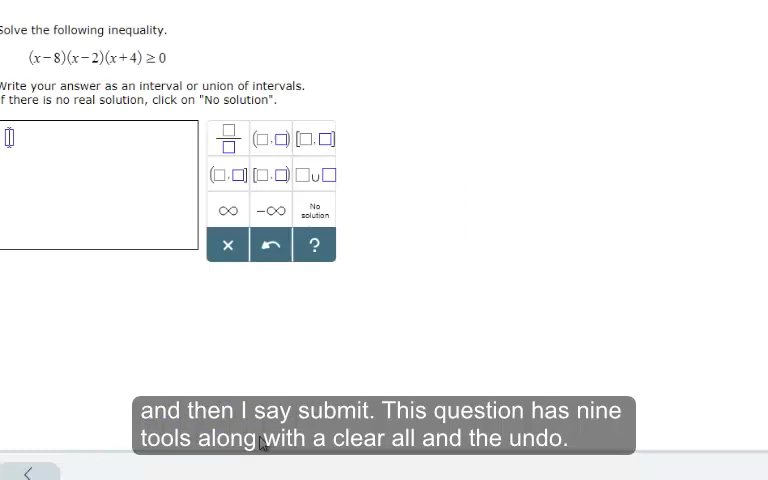 Solve the following inequality.
(x−8)(x−2)(x+4) ≥ 0
Write your answer as an interval or union of intervals.
If there is no real solution, click on "No solution".
(□,□) [□,□]
(□,□] [□,□) □∪□
∞ −∞ No solution
× ?
and then I say submit. This question has nine
tools along with a clear all and the undo.